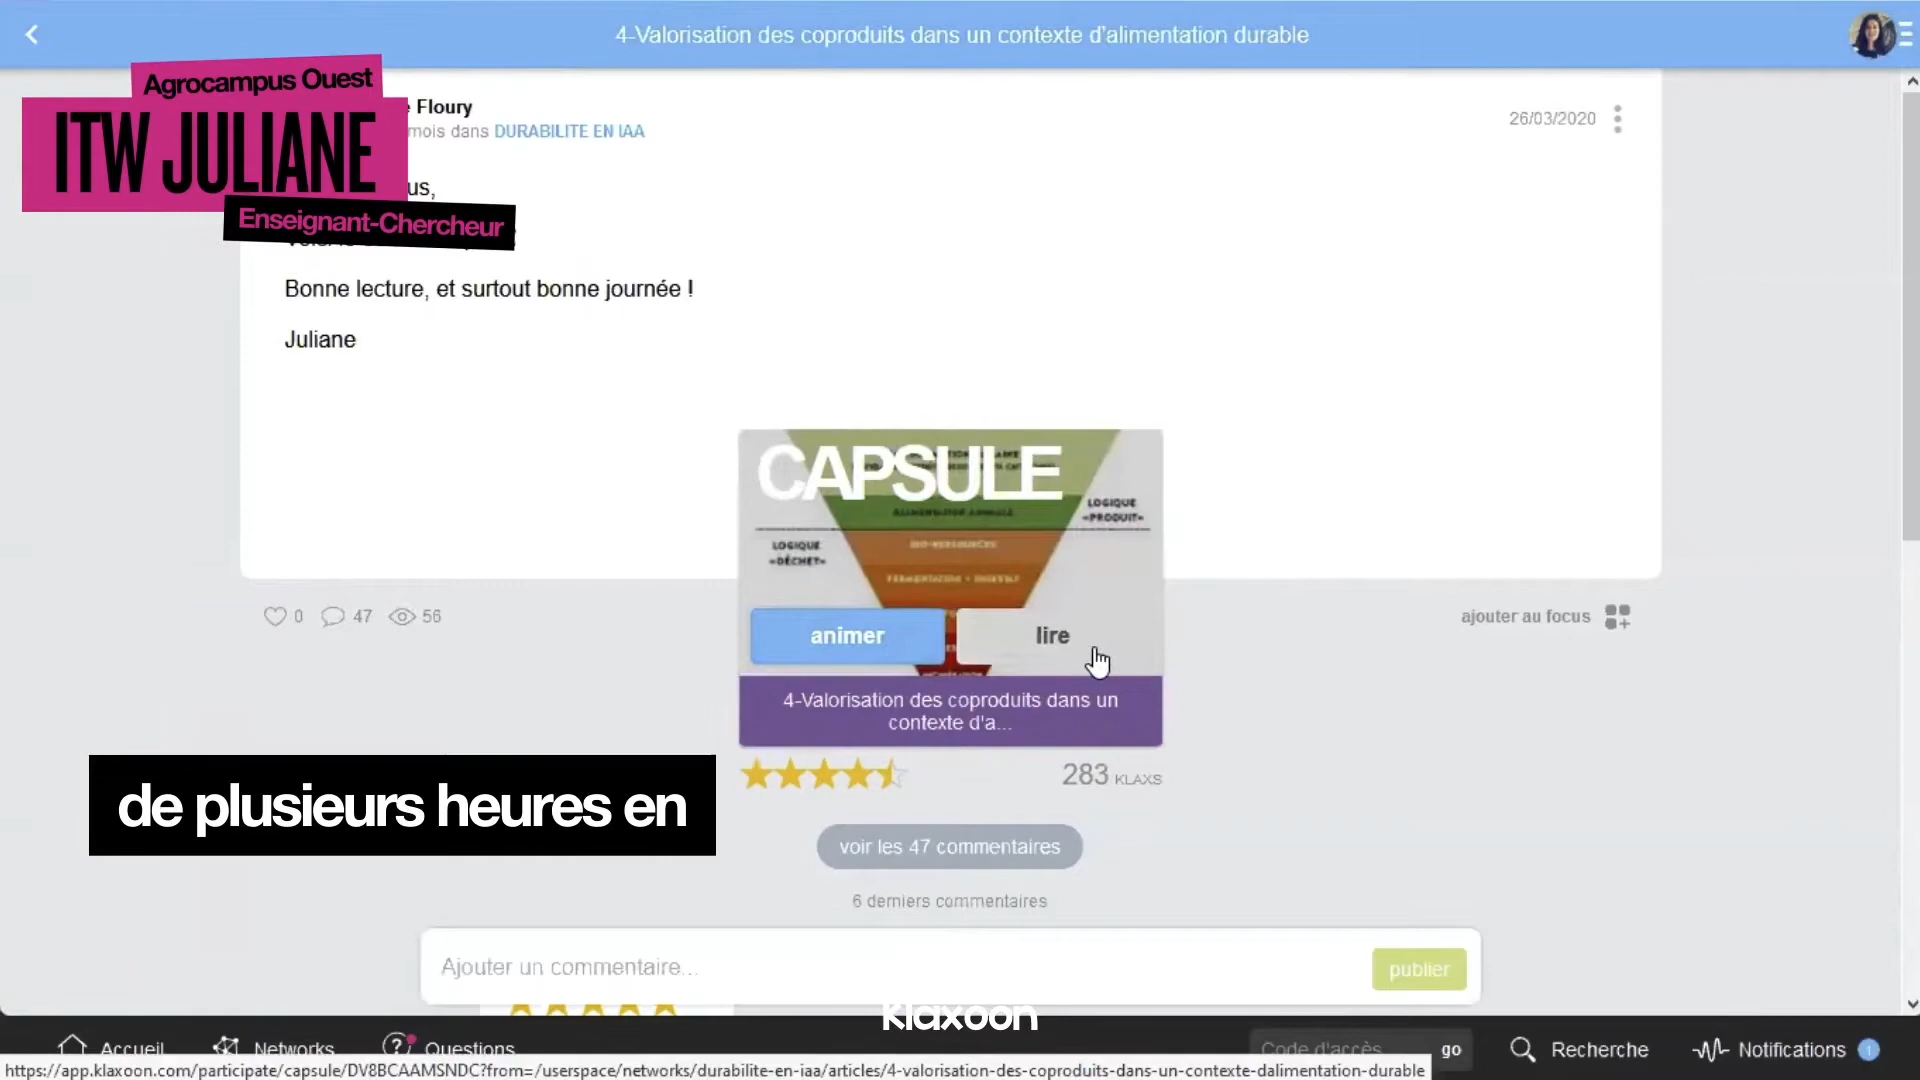 4-Valorisation des coproduits dans un contexte d'alimentation durable
Agrocampus Ouest
ITW JULIANE
Enseignant-Chercheur
Floury
mois dans DURABILITE EN IAA
26/03/2020
us,
Bonne lecture, et surtout bonne journée !
Juliane
CAPSULE
ALIMENTATION ANIMALE
LOGIQUE
«PRODUIT»
LOGIQUE
«DÉCHET»
BIO-RESSOURCES
animer
lire
4-Valorisation des coproduits dans un
contexte d'a...
0 47 56
ajouter au focus
283 KLAXS
de plusieurs heures en
voir les 47 commentaires
6 derniers commentaires
Ajouter un commentaire...
publier
klaxoon
Accueil
Networks
Questions
Code d'accès
go
Recherche
Notifications 1
https://app.klaxoon.com/participate/capsule/DV8BCAAMSNDC?from=/userspace/networks/durabilite-en-iaa/articles/4-valorisation-des-coproduits-dans-un-contexte-dalimentation-durable